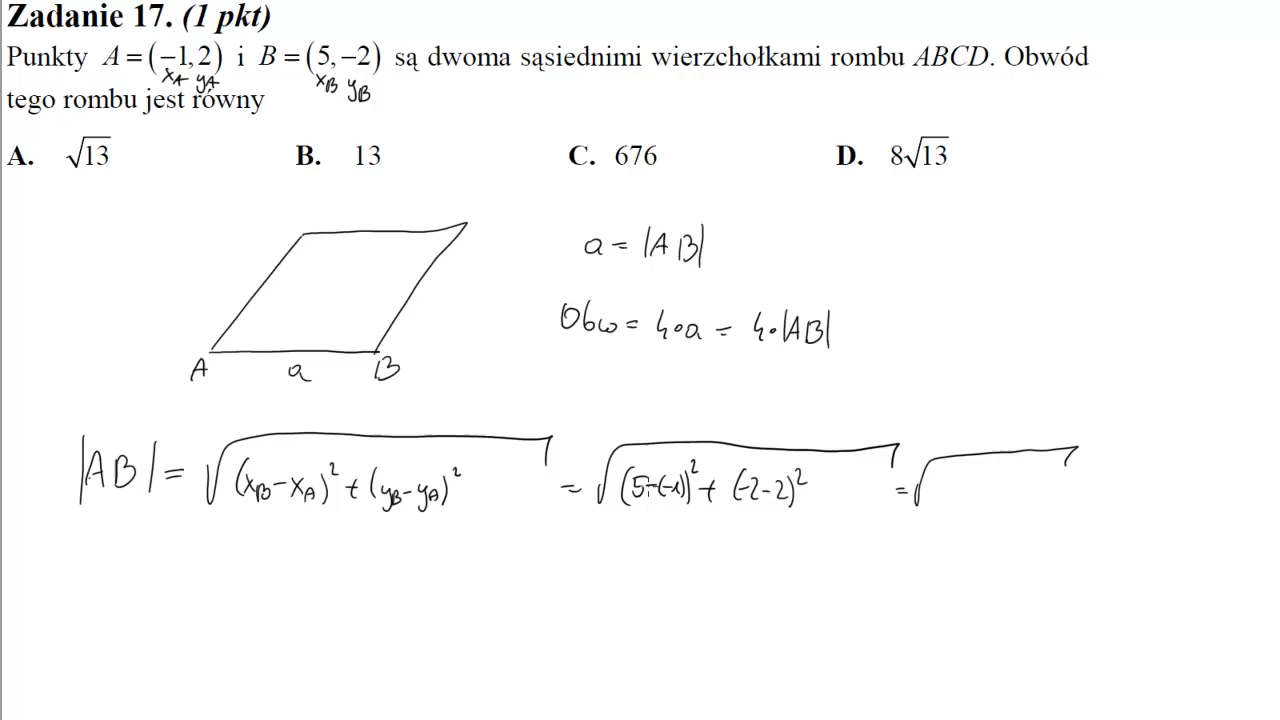 Zadanie 17. (1 pkt)
Punkty A = (−1, 2) i B = (5, −2) są dwoma sąsiednimi wierzchołkami rombu ABCD. Obwód
x_A y_A x_B y_B
tego rombu jest równy
A. √13 B. 13 C. 676 D. 8√13
a = |AB|
Obw = 4∘a = 4∘|AB|
A a B
|AB| = √((x_B − x_A)² + (y_B − y_A)²) = √((5−(−1))² + (−2−2)²) = √